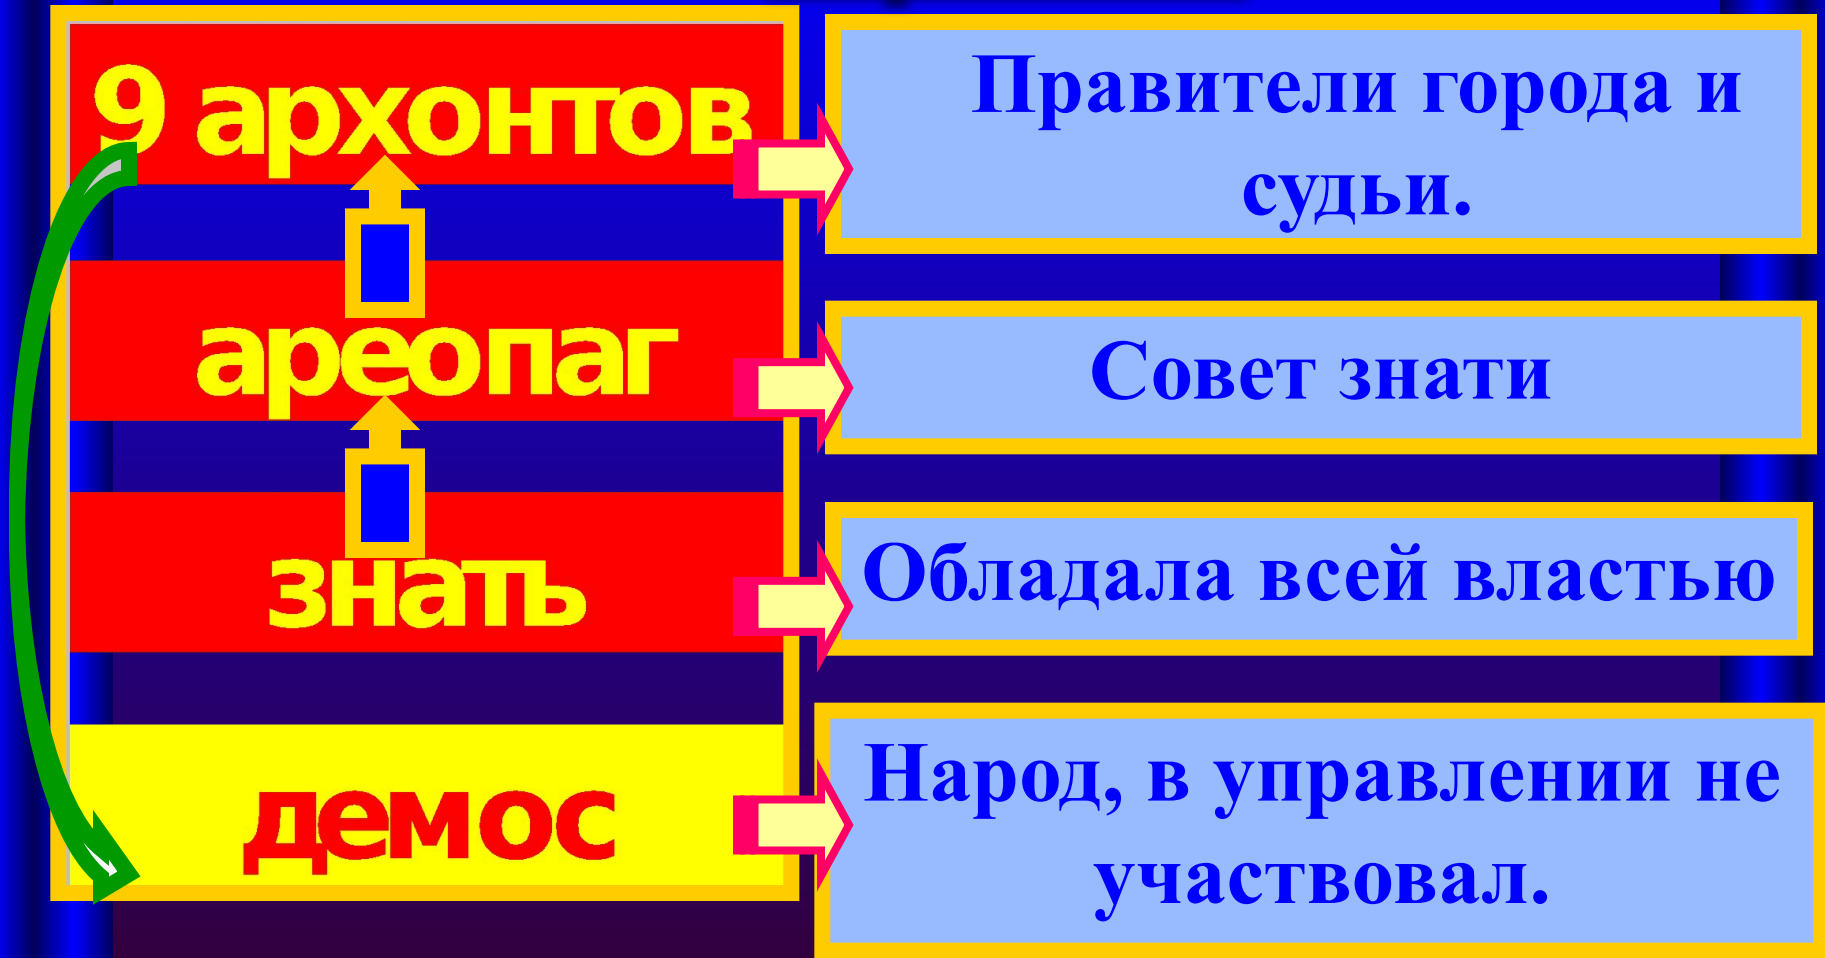 9 архонтов
Правители города и
судьи.
ареопаг
Совет знати
знать
Обладала всей властью
демос
Народ, в управлении не
участвовал.